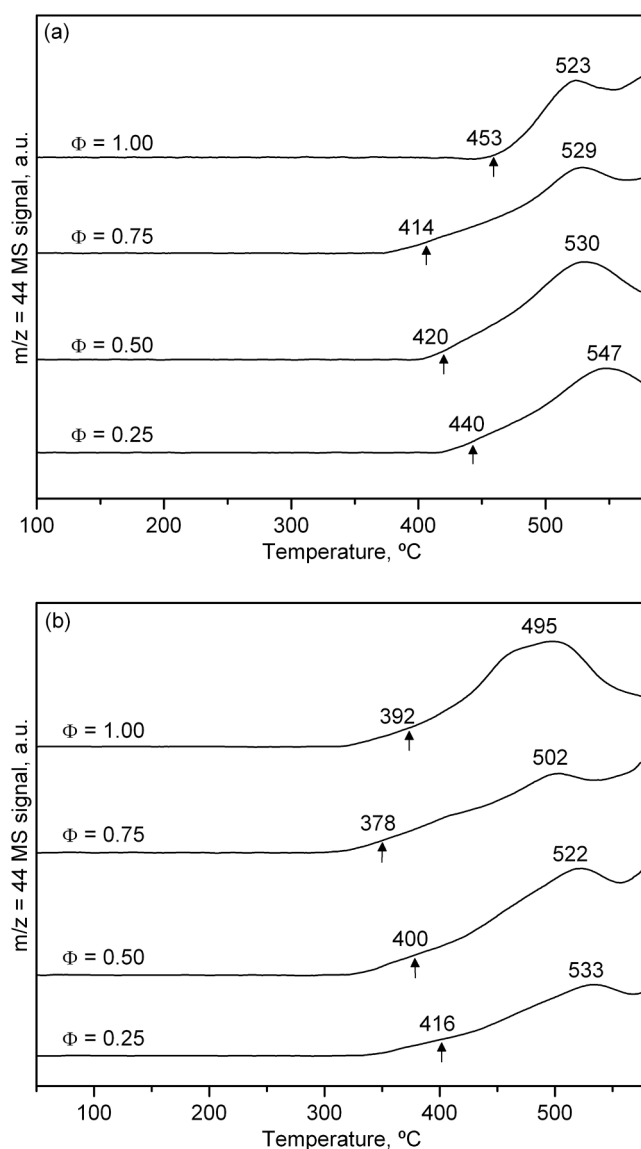 (a)
523
453
Φ = 1.00
529
414
Φ = 0.75
530
420
Φ = 0.50
547
440
Φ = 0.25
m/z = 44 MS signal, a.u.
100 200 300 400 500
Temperature, ºC
(b)
495
392
Φ = 1.00
502
378
Φ = 0.75
522
400
Φ = 0.50
533
416
Φ = 0.25
m/z = 44 MS signal, a.u.
100 200 300 400 500
Temperature, ºC